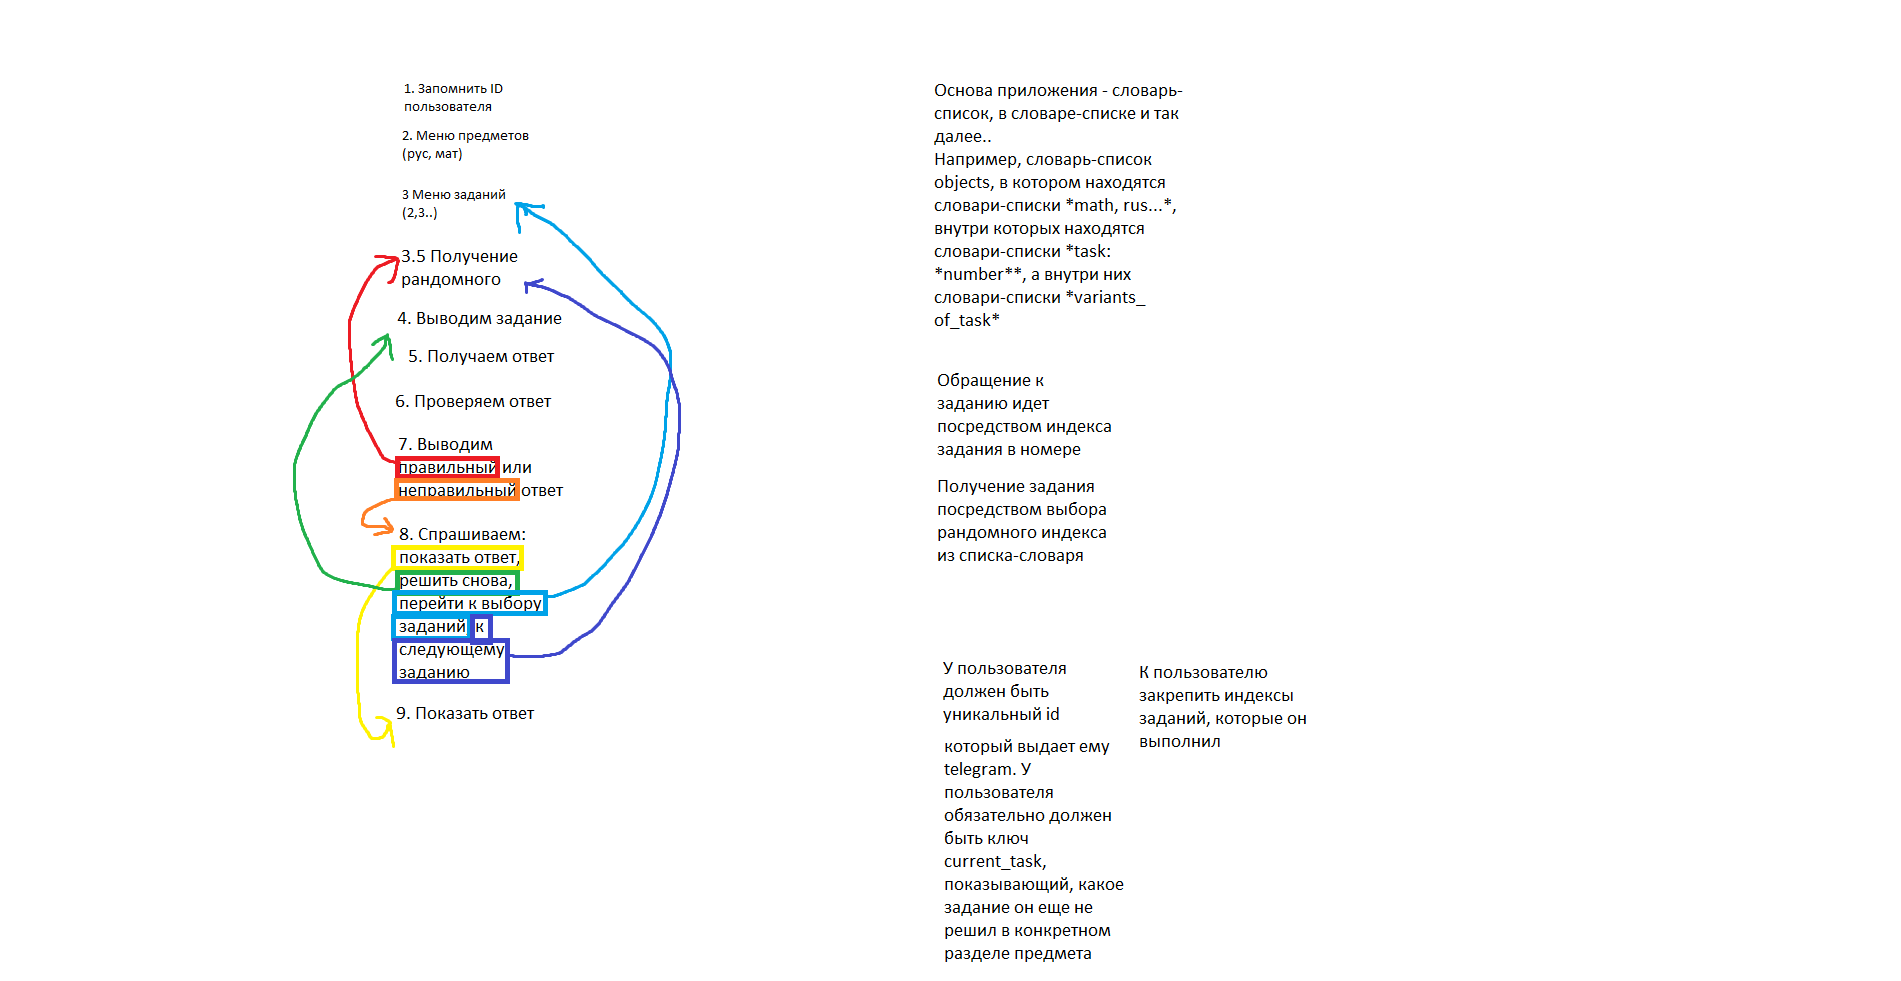 1. Запомнить ID
пользователя
2. Меню предметов
(рус, мат)
3 Меню заданий
(2,3..)
3.5 Получение
рандомного
4. Выводим задание
5. Получаем ответ
6. Проверяем ответ
7. Выводим
правильный или
неправильный ответ
8. Спрашиваем:
показать ответ,
решить снова,
перейти к выбору
заданий к
следующему
заданию
9. Показать ответ
Основа приложения - словарь-
список, в словаре-списке и так
далее..
Например, словарь-список
objects, в котором находятся
словари-списки *math, rus...*,
внутри которых находятся
словари-списки *task:
*number**, а внутри них
словари-списки *variants_
of_task*
Обращение к
заданию идет
посредством индекса
задания в номере
Получение задания
посредством выбора
рандомного индекса
из списка-словаря
У пользователя
должен быть
уникальный id
который выдает ему
telegram. У
пользователя
обязательно должен
быть ключ
current_task,
показывающий, какое
задание он еще не
решил в конкретном
разделе предмета
К пользователю
закрепить индексы
заданий, которые он
выполнил